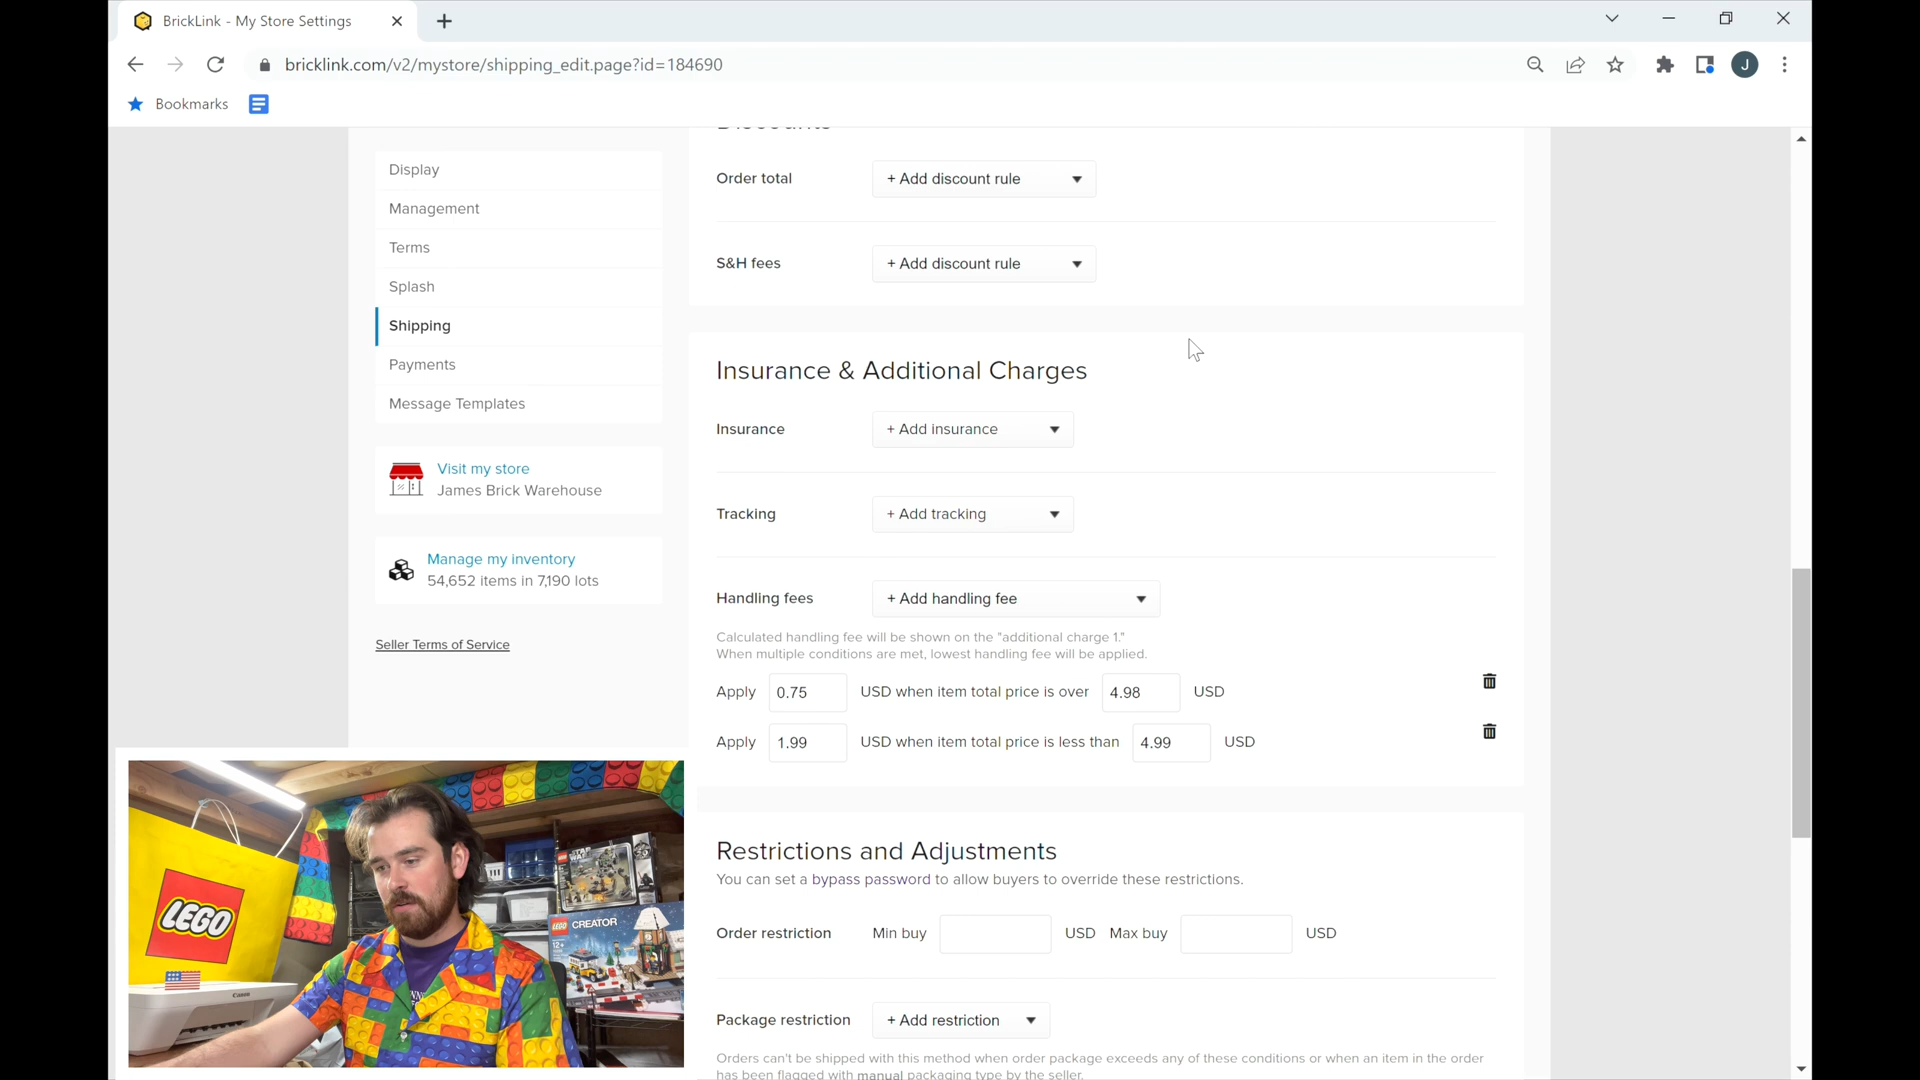 BrickLink - My Store Settings
bricklink.com/v2/mystore/shipping_edit.page?id=184690
J
Bookmarks
Discounts
Display
Management
Terms
Splash
Shipping
Payments
Message Templates
Visit my store
James Brick Warehouse
Manage my inventory
54,652 items in 7,190 lots
Seller Terms of Service
Order total + Add discount rule
S&H fees + Add discount rule
Insurance & Additional Charges
Insurance + Add insurance
Tracking + Add tracking
Handling fees + Add handling fee
Calculated handling fee will be shown on the "additional charge 1."
When multiple conditions are met, lowest handling fee will be applied.
Apply 0.75 USD when item total price is over 4.98 USD
Apply 1.99 USD when item total price is less than 4.99 USD
Restrictions and Adjustments
You can set a bypass password to allow buyers to override these restrictions.
Order restriction Min buy USD Max buy USD
Package restriction + Add restriction
Orders can't be shipped with this method when order package exceeds any of these conditions or when an item in the order
has been flagged with manual packaging type by the seller.
LEGO
Canon
STAR WARS
LEGO CREATOR
12+